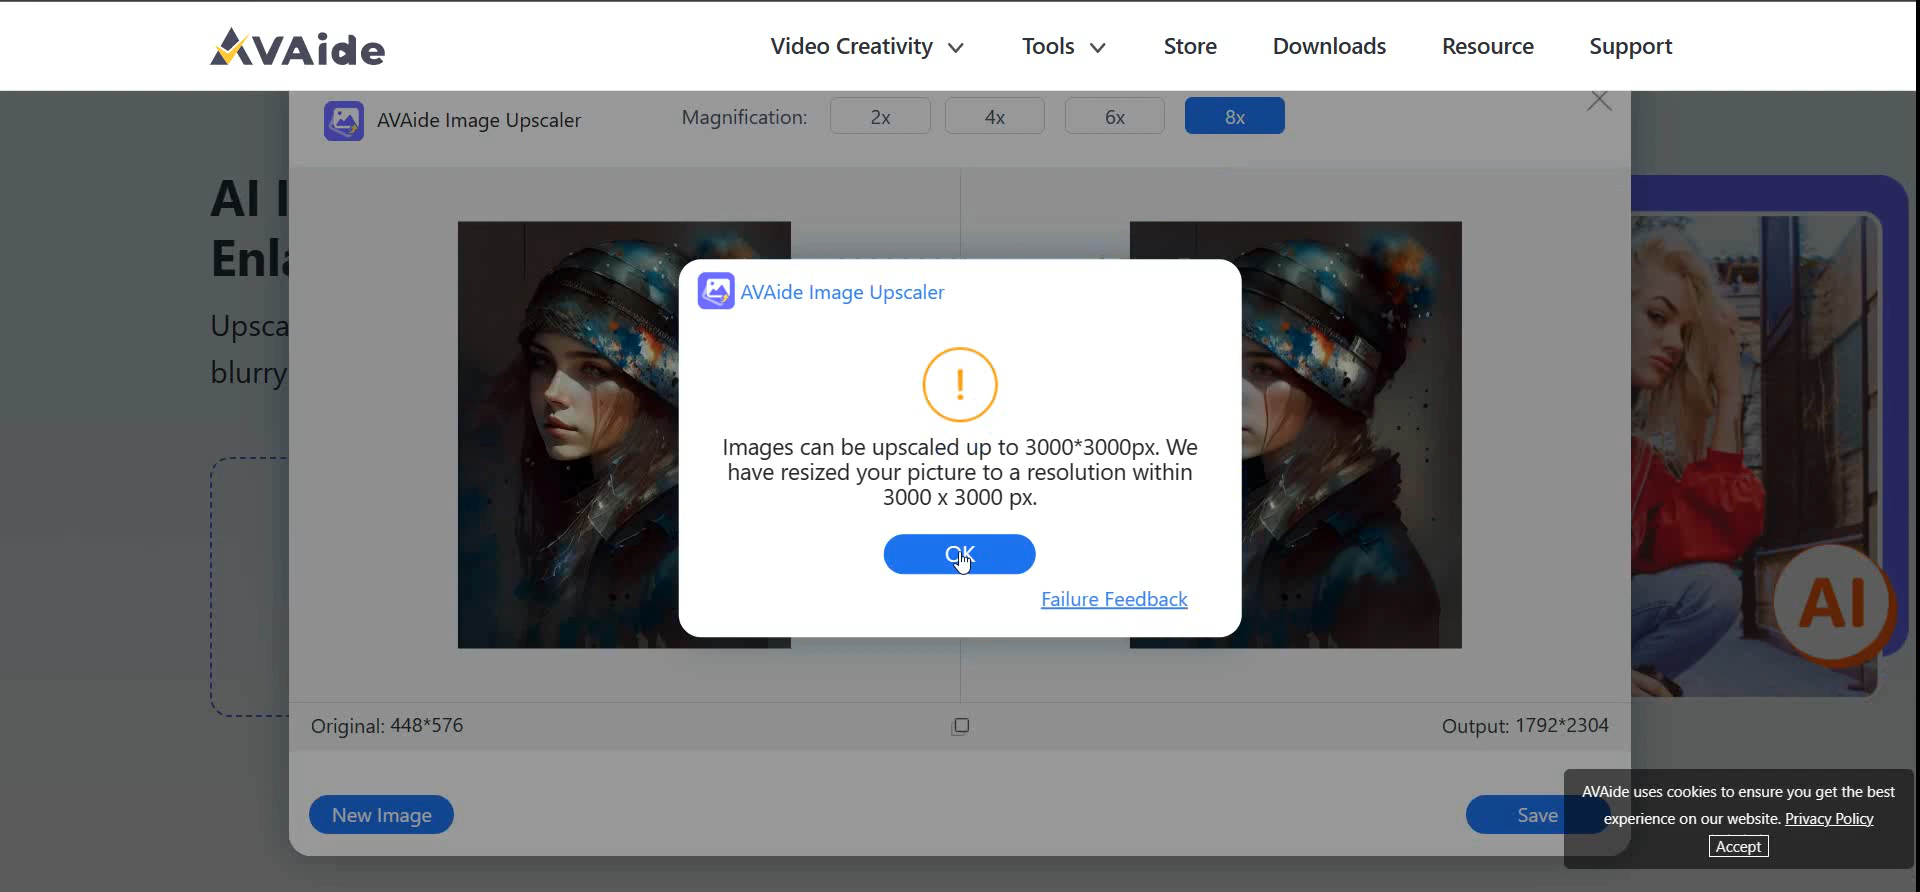 AVAide
Video Creativity
Tools
Store
Downloads
Resource
Support
AVAide Image Upscaler
Magnification:
2x
4x
6x
8x
AI
Upsca
blurry
AVAide Image Upscaler
!
Images can be upscaled up to 3000*3000px. We
have resized your picture to a resolution within
3000 x 3000 px.
OK
Failure Feedback
AI
Original: 448*576
Output: 1792*2304
New Image
Save
AVAide uses cookies to ensure you get the best
experience on our website. Privacy Policy
Accept